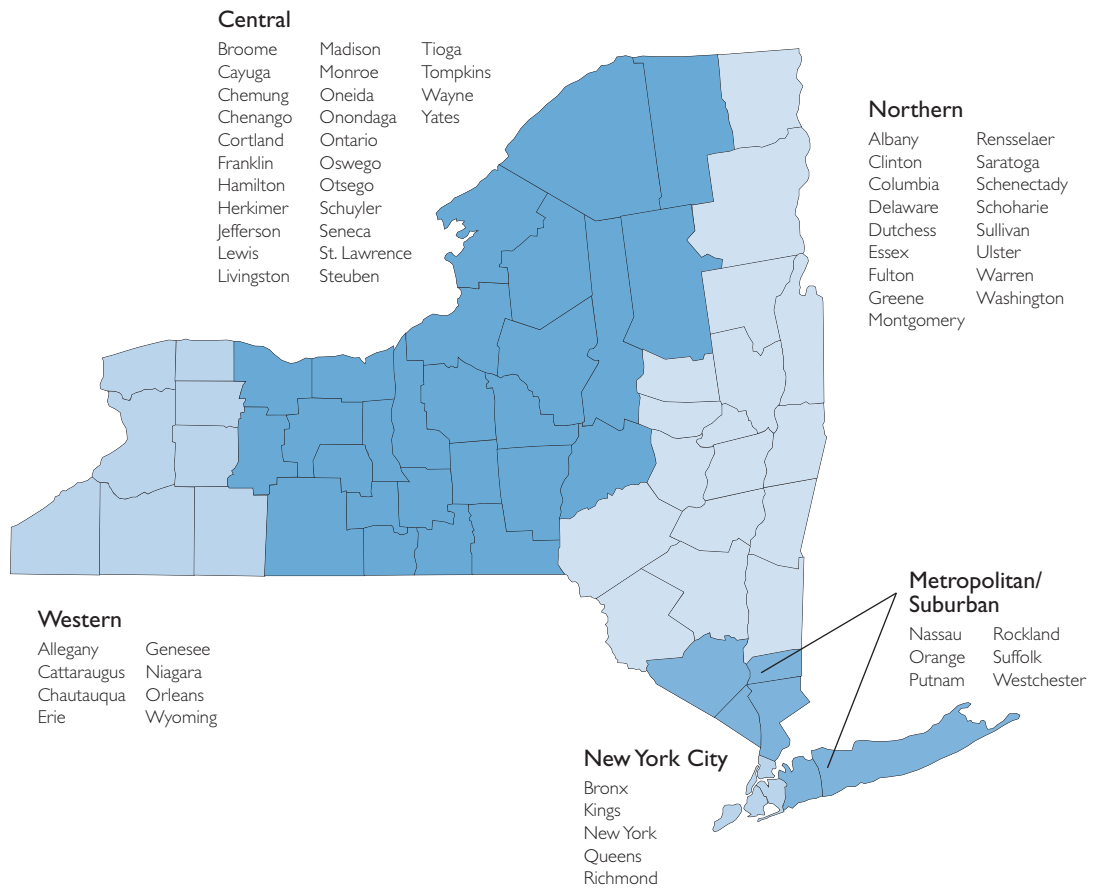 Central
Broome
Cayuga
Chemung
Chenango
Cortland
Franklin
Hamilton
Herkimer
Jefferson
Lewis
Livingston
Madison
Monroe
Oneida
Onondaga
Ontario
Oswego
Otsego
Schuyler
Seneca
St. Lawrence
Steuben
Tioga
Tompkins
Wayne
Yates
Northern
Albany
Clinton
Columbia
Delaware
Dutchess
Essex
Fulton
Greene
Montgomery
Rensselaer
Saratoga
Schenectady
Schoharie
Sullivan
Ulster
Warren
Washington
Western
Allegany
Cattaraugus
Chautauqua
Erie
Genesee
Niagara
Orleans
Wyoming
Metropolitan/
Suburban
Nassau
Orange
Putnam
Rockland
Suffolk
Westchester
New York City
Bronx
Kings
New York
Queens
Richmond